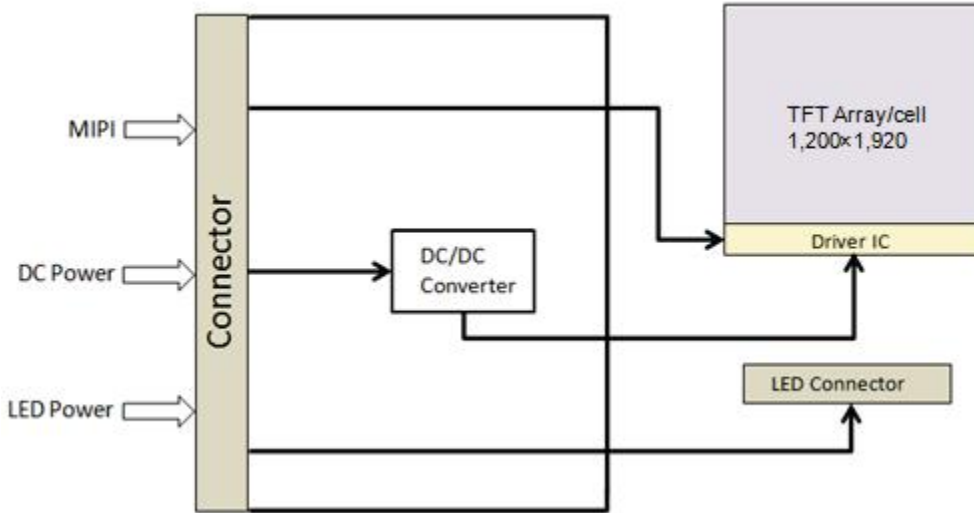 MIPI
DC Power
LED Power
Connector
DC/DC
Converter
TFT Array/cell
1,200×1,920
Driver IC
LED Connector